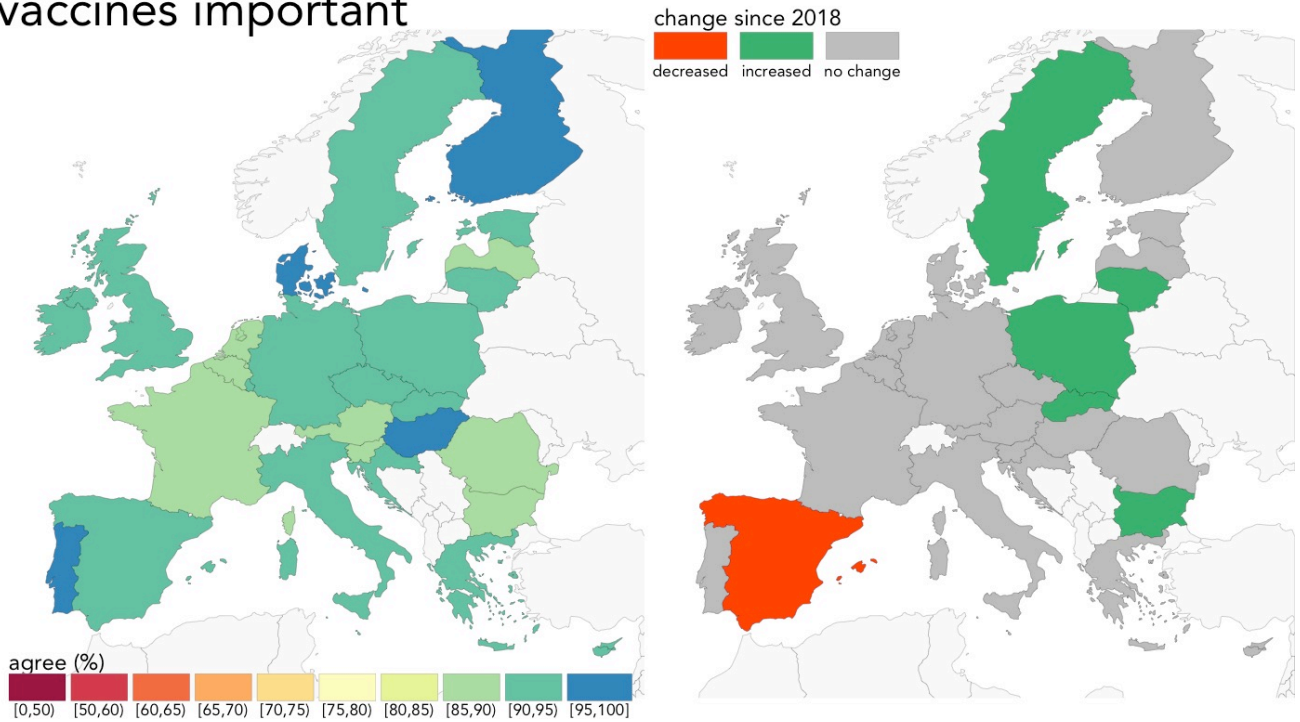 vaccines important
change since 2018
decreased increased no change
agree (%)
[0,50) [50,60) [60,65) [65,70) [70,75) [75,80) [80,85) [85,90) [90,95) [95,100]